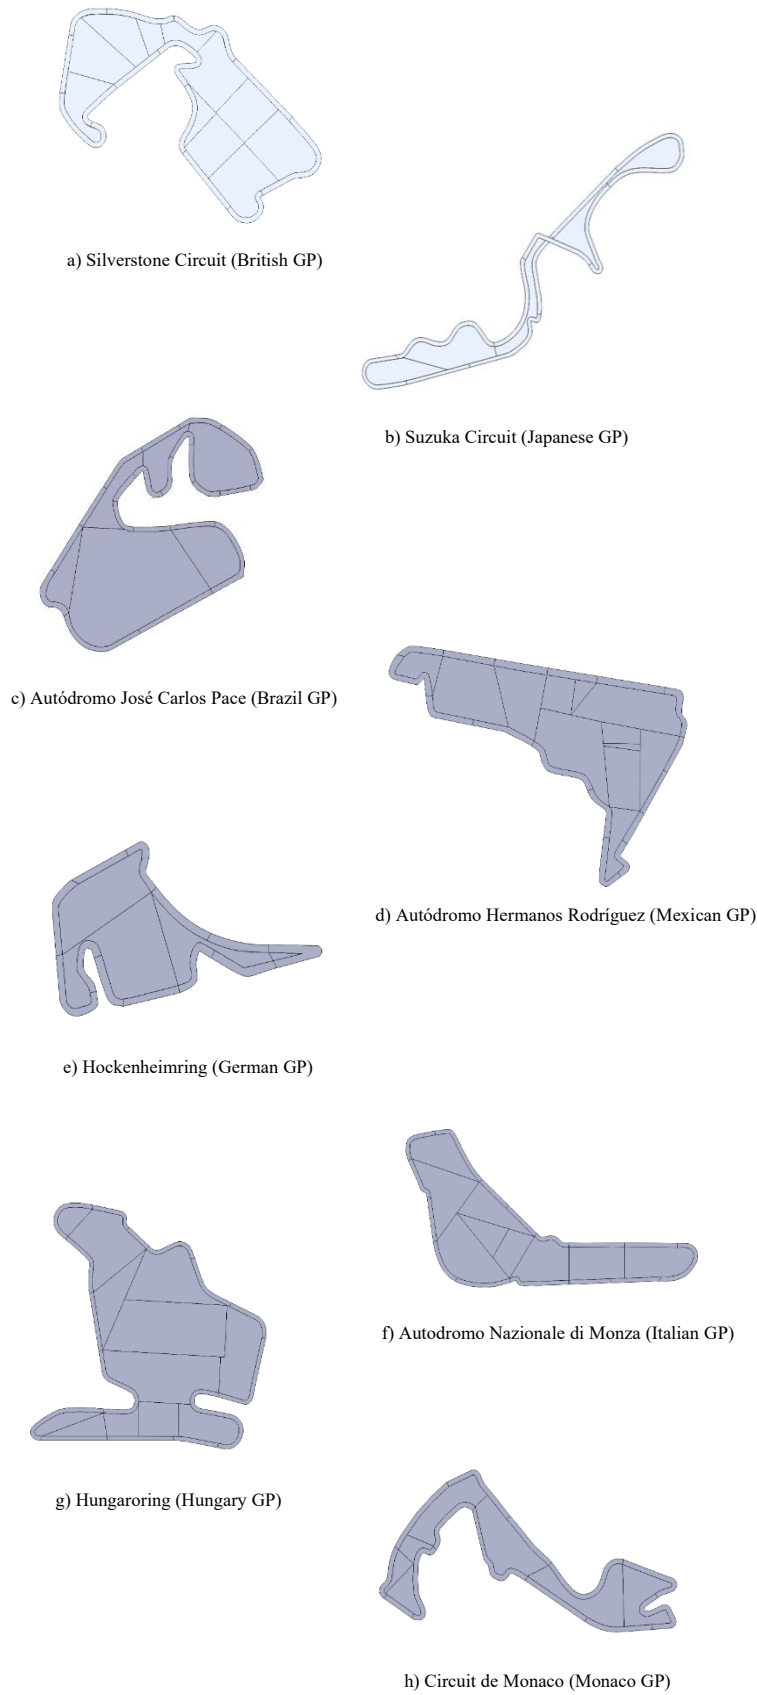 a) Silverstone Circuit (British GP)
b) Suzuka Circuit (Japanese GP)
c) Autódromo José Carlos Pace (Brazil GP)
d) Autódromo Hermanos Rodríguez (Mexican GP)
e) Hockenheimring (German GP)
f) Autodromo Nazionale di Monza (Italian GP)
g) Hungaroring (Hungary GP)
h) Circuit de Monaco (Monaco GP)